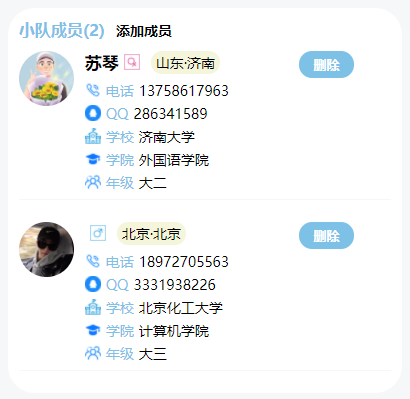 小队成员(2) 添加成员
苏琴 山东·济南 删除
电话 13758617963
QQ 286341589
学校 济南大学
学院 外国语学院
年级 大二
北京·北京 删除
电话 18972705563
QQ 3331938226
学校 北京化工大学
学院 计算机学院
年级 大三